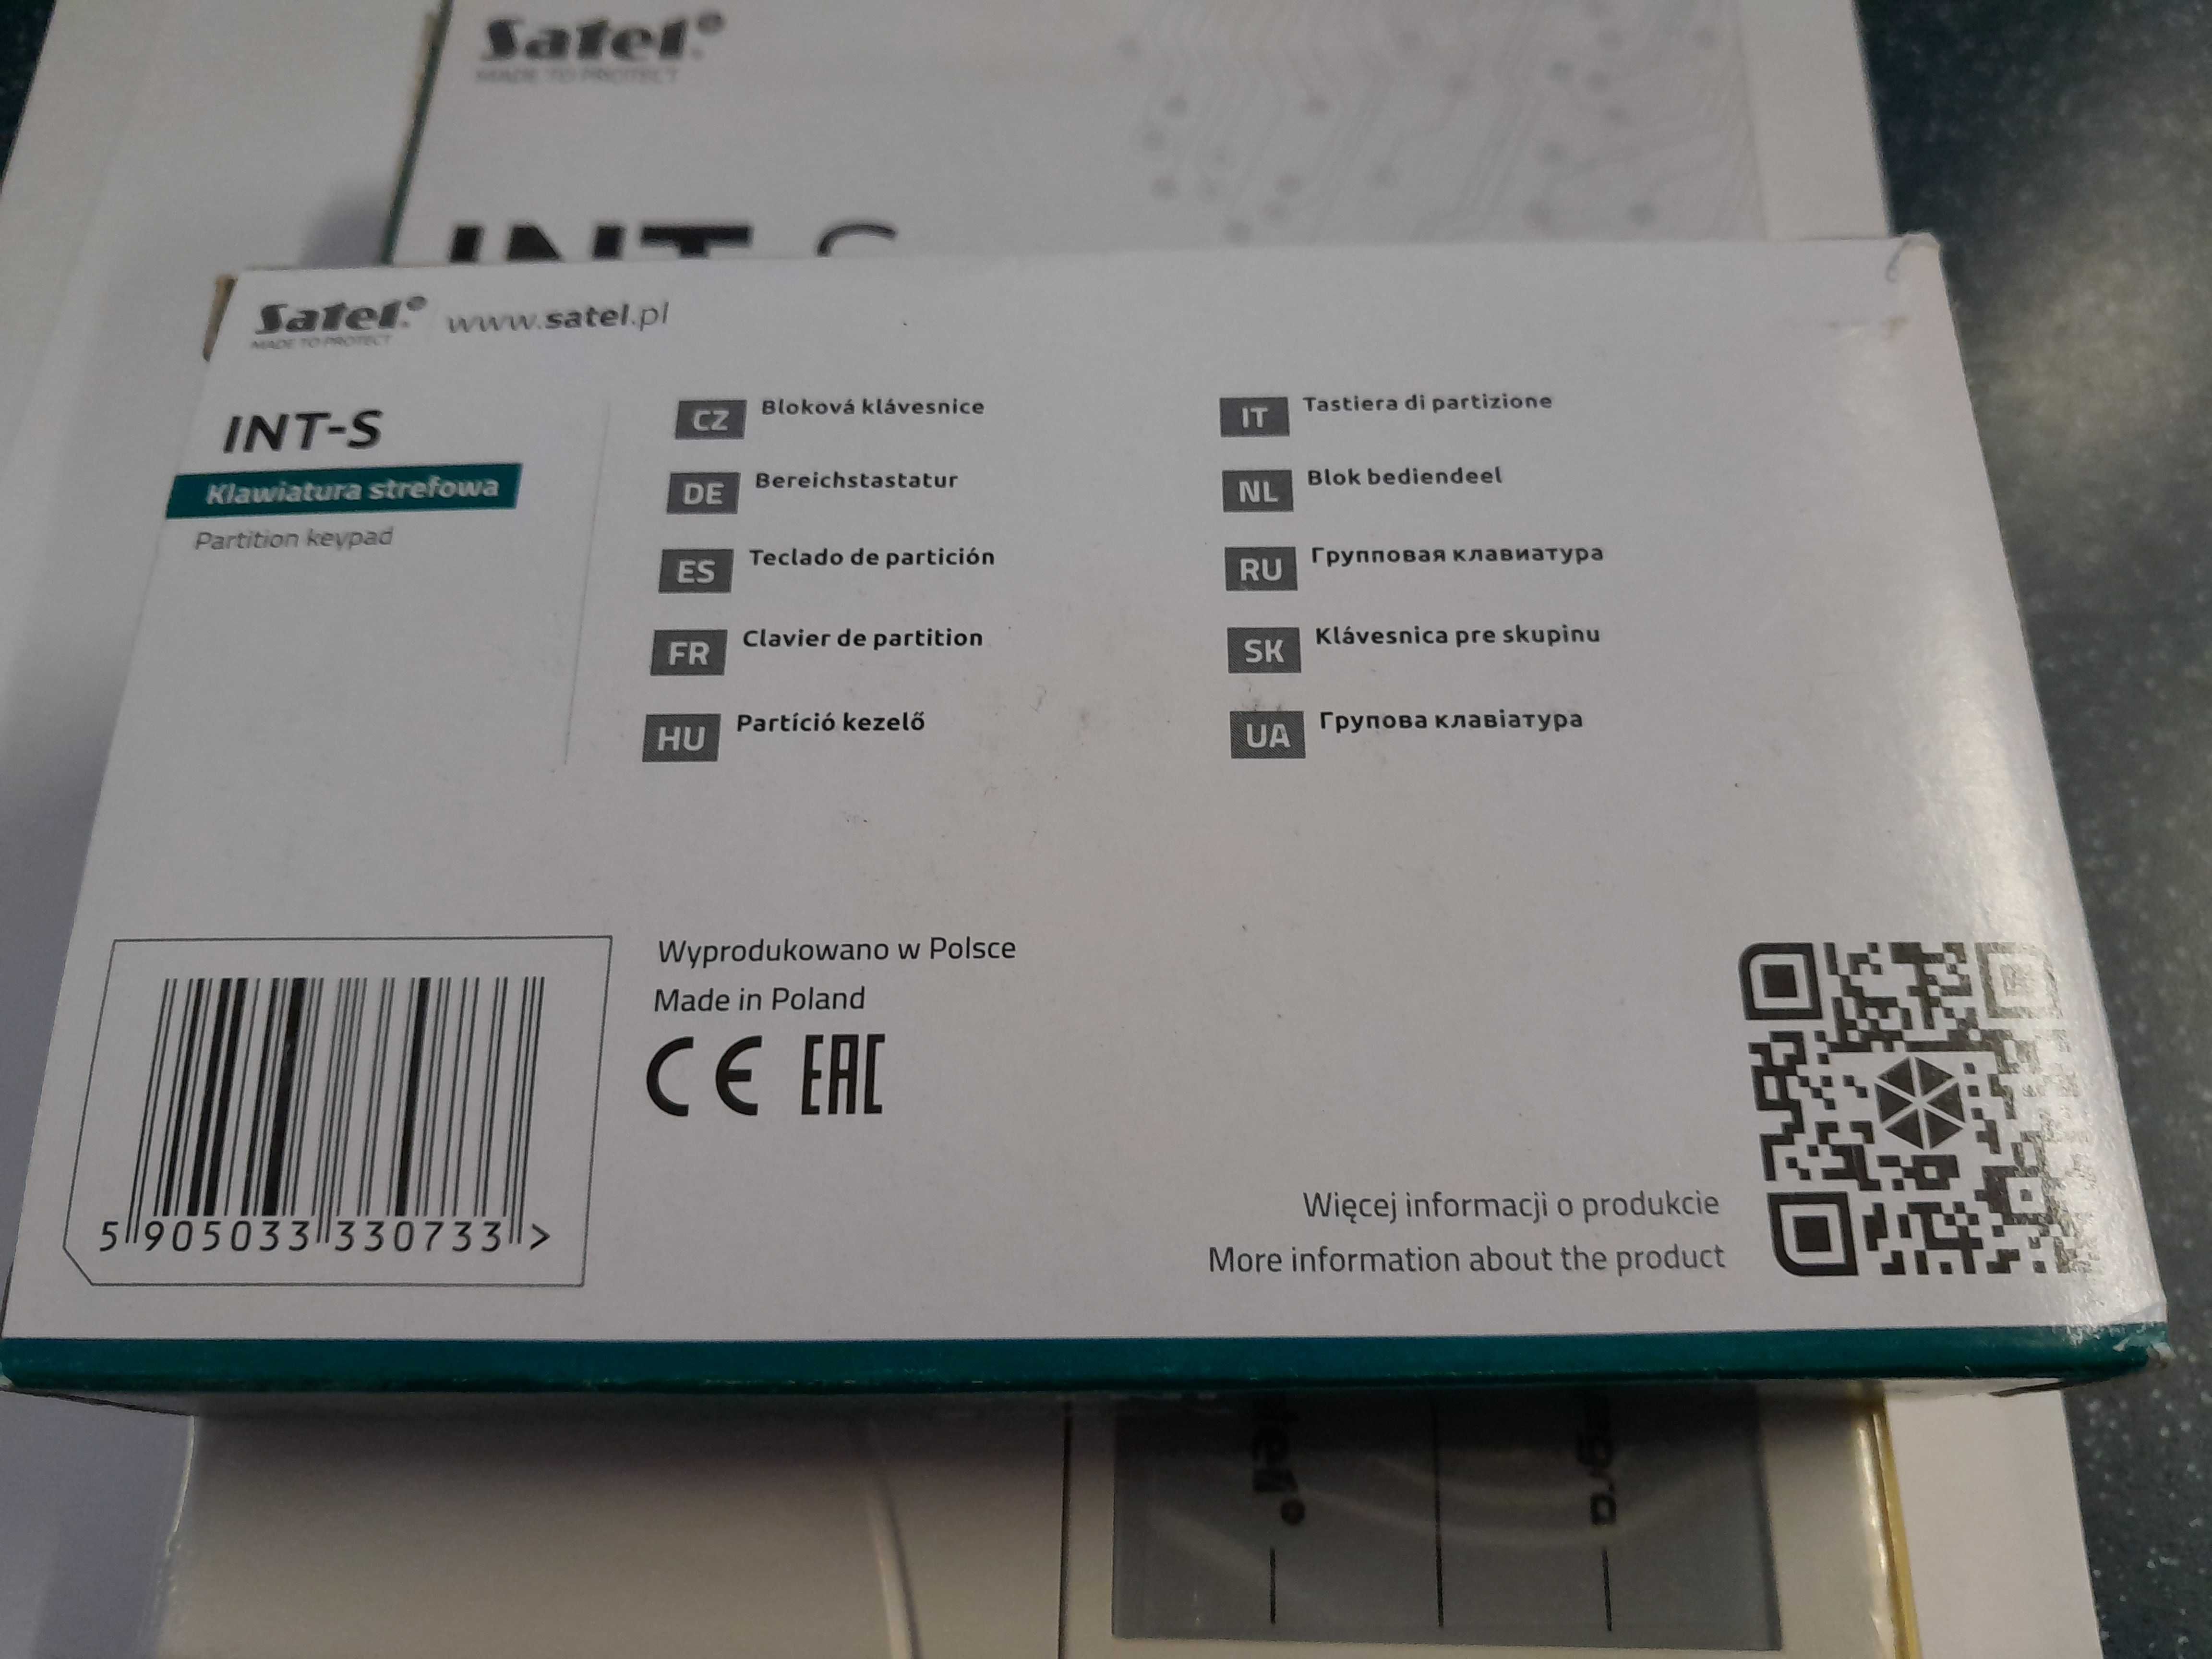 Satel®
MADE TO PROTECT
INT-S
Satel® www.satel.pl
MADE TO PROTECT
INT-S
Klawiatura strefowa
Partition keypad
CZ Bloková klávesnice
DE Bereichstastatur
ES Teclado de partición
FR Clavier de partition
HU Partíció kezelő
IT Tastiera di partizione
NL Blok bediendeel
RU Групповая клавиатура
SK Klávesnica pre skupinu
UA Групова клавіатура
5 905033 330733 >
Wyprodukowano w Polsce
Made in Poland
CE EAC
Więcej informacji o produkcie
More information about the product